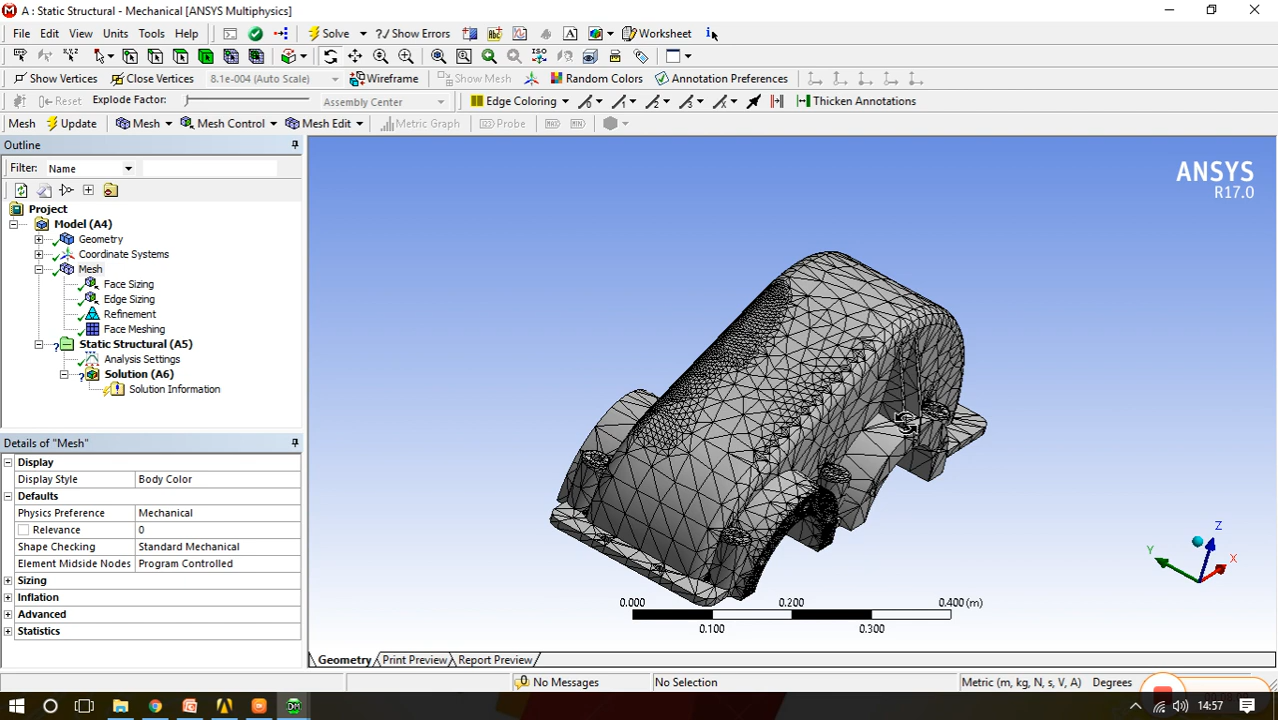 A : Static Structural - Mechanical [ANSYS Multiphysics]
File Edit View Units Tools Help Solve ?/ Show Errors A Worksheet i
Show Vertices Close Vertices 8.1e-004 (Auto Scale) Wireframe Show Mesh Random Colors Annotation Preferences
Reset Explode Factor: Assembly Center Edge Coloring Thicken Annotations
Mesh Update Mesh Mesh Control Mesh Edit Metric Graph Probe MAX MIN
Outline
Filter: Name
Project
Model (A4)
Geometry
Coordinate Systems
Mesh
Face Sizing
Edge Sizing
Refinement
Face Meshing
Static Structural (A5)
Analysis Settings
Solution (A6)
Solution Information
Details of "Mesh"
Display
Display Style Body Color
Defaults
Physics Preference Mechanical
Relevance 0
Shape Checking Standard Mechanical
Element Midside Nodes Program Controlled
Sizing
Inflation
Advanced
Statistics
ANSYS
R17.0
Z
Y
X
0.000 0.200 0.400 (m)
0.100 0.300
Geometry Print Preview Report Preview
0 No Messages No Selection Metric (m, kg, N, s, V, A) Degrees
DM 14:57